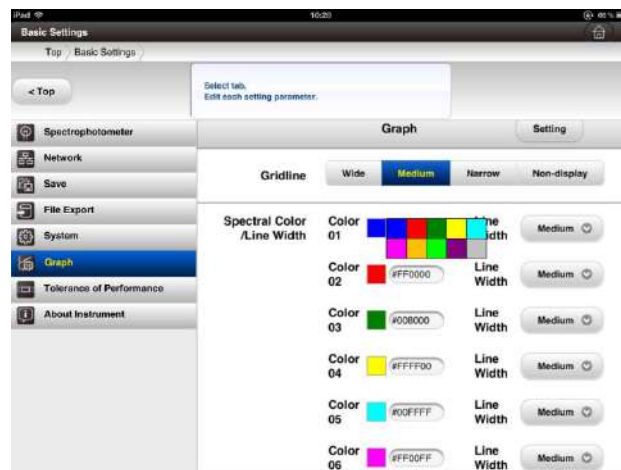 iPad 10:20 65%
Basic Settings
Top Basic Settings
< Top
Select tab.
Edit each setting parameter.
Spectrophotometer
Network
Save
File Export
System
Graph
Tolerance of Performance
About Instrument
Graph Setting
Gridline Wide Medium Narrow Non-display
Spectral Color
/Line Width
Color
01
Medium
Color
02
#FF0000
Line
Width
Medium
Color
03
#008000
Line
Width
Medium
Color
04
#FFFF00
Line
Width
Medium
Color
05
#00FFFF
Line
Width
Medium
Color
06
#FF00FF
Line
Width
Medium